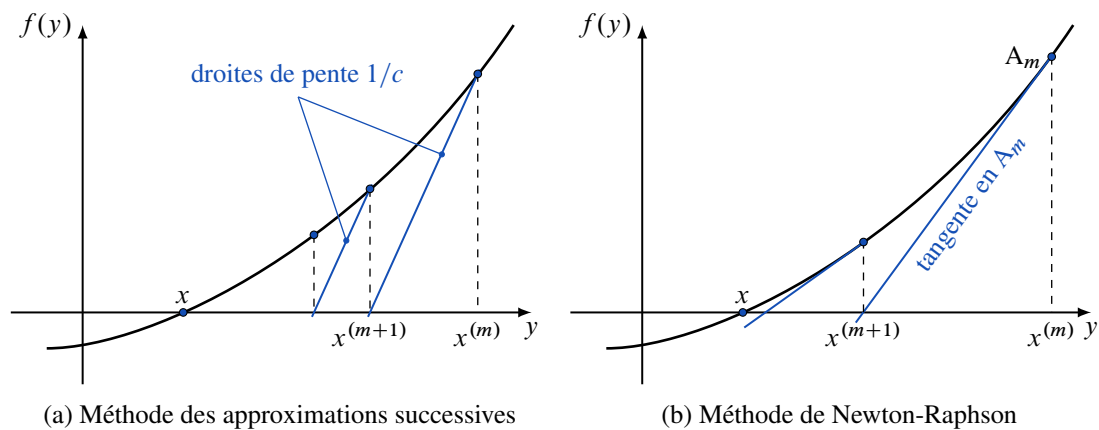 f(y)
droites de pente 1/c
x
x^(m+1)
x^(m)
y
(a) Méthode des approximations successives
f(y)
A_m
tangente en A_m
x
x^(m+1)
x^(m)
y
(b) Méthode de Newton-Raphson